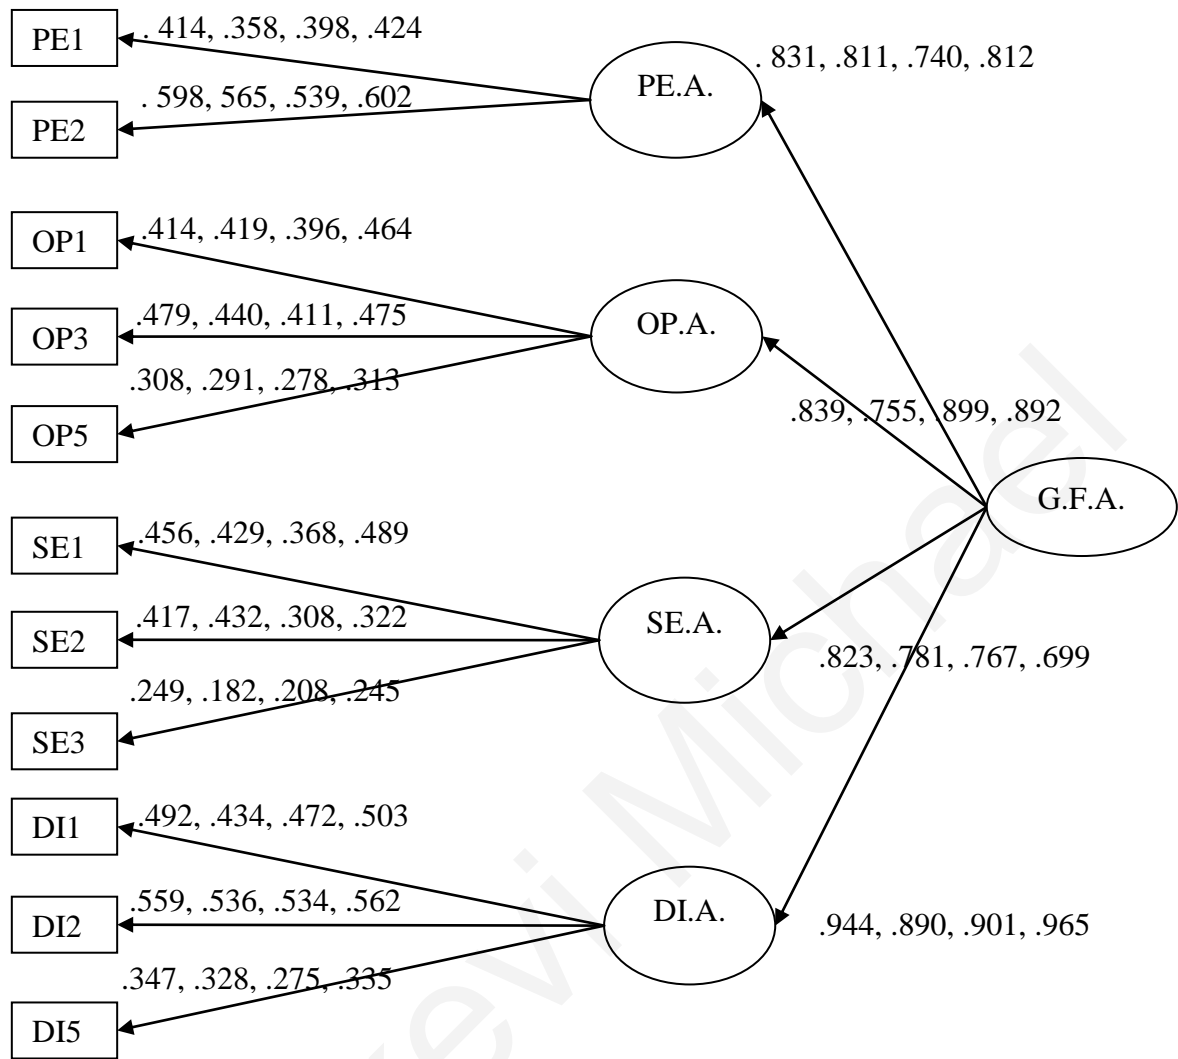 PE1
. 414, .358, .398, .424
PE.A.
. 831, .811, .740, .812
PE2
. 598, 565, .539, .602
OP1
.414, .419, .396, .464
OP3
.479, .440, .411, .475
OP.A.
OP5
.308, .291, .278, .313
.839, .755, .899, .892
G.F.A.
SE1
.456, .429, .368, .489
SE2
.417, .432, .308, .322
SE.A.
.823, .781, .767, .699
SE3
.249, .182, .208, .245
DI1
.492, .434, .472, .503
DI2
.559, .536, .534, .562
DI.A.
.944, .890, .901, .965
DI5
.347, .328, .275, .335
evi Michael